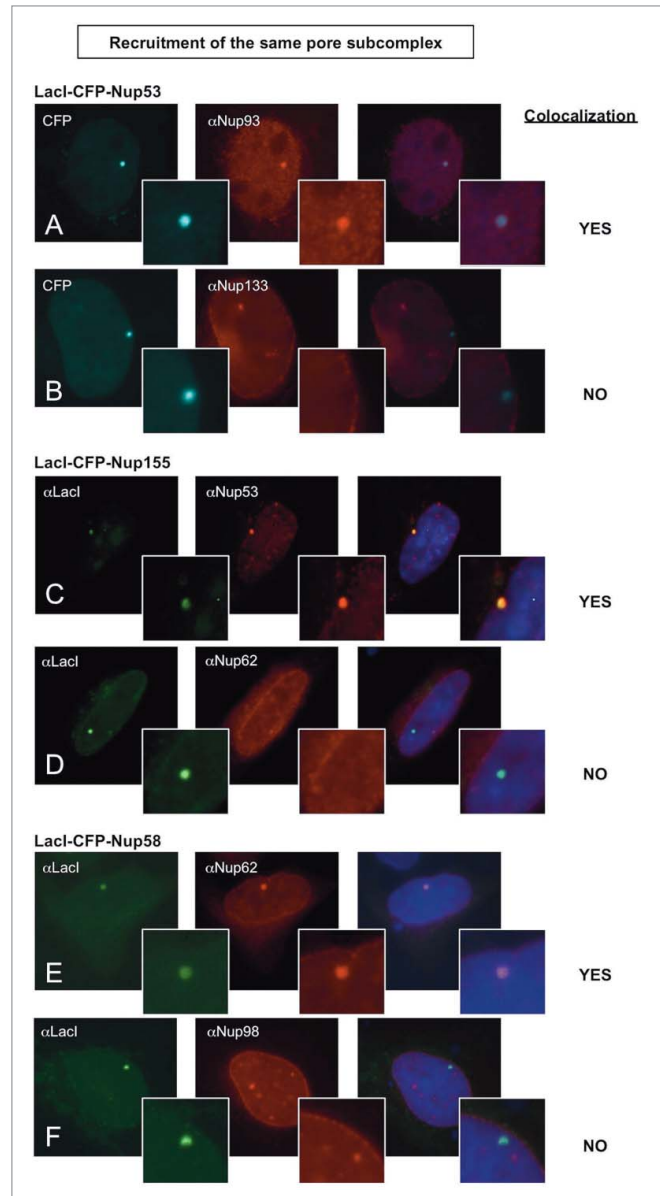 Recruitment of the same pore subcomplex
LacI-CFP-Nup53
Colocalization
CFP αNup93
A YES
CFP αNup133
B NO
LacI-CFP-Nup155
αLacI αNup53
C YES
αLacI αNup62
D NO
LacI-CFP-Nup58
αLacI αNup62
E YES
αLacI αNup98
F NO